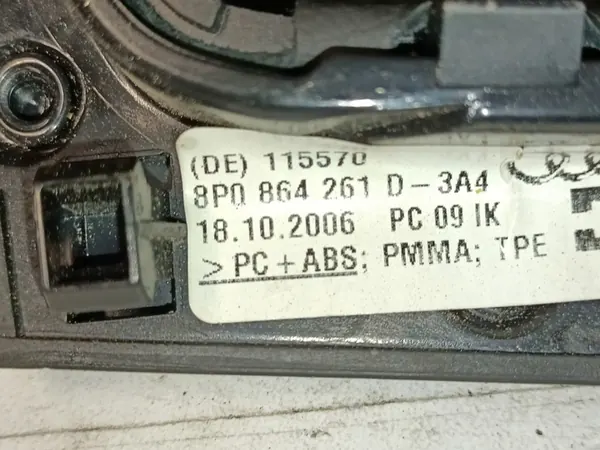 (DE) 115570
8P0 864 261 D-3A4
18.10.2006 PC 09 IK
>PC+ABS; PMMA; TPE